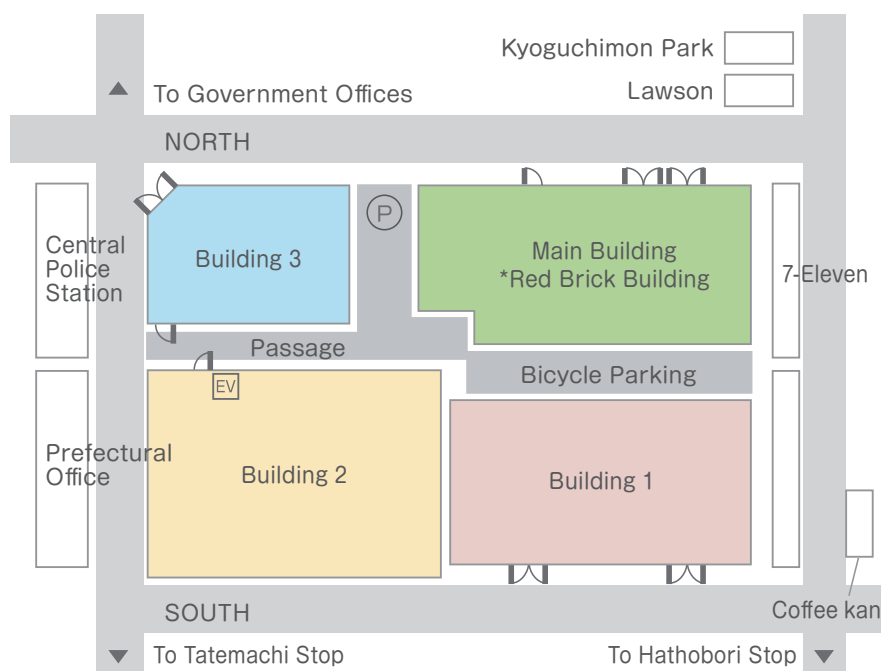 Kyoguchimon Park
Lawson
To Government Offices
NORTH
P
Central
Police
Station
Building 3
Main Building
*Red Brick Building
7-Eleven
Passage
Bicycle Parking
EV
Prefectural
Office
Building 2
Building 1
SOUTH
Coffee kan
To Tatemachi Stop
To Hathobori Stop